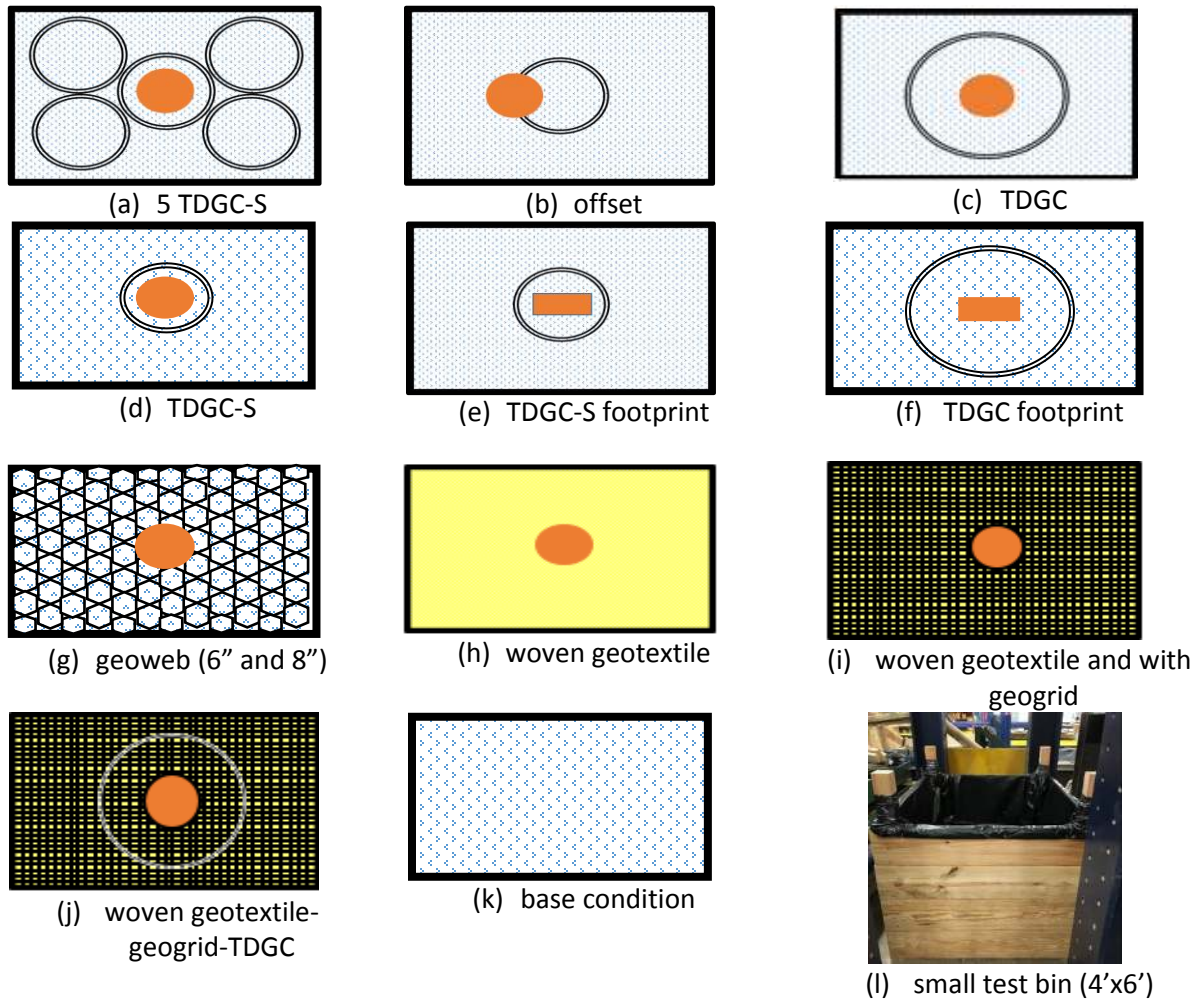 (a) 5 TDGC-S
(b) offset
(c) TDGC
(d) TDGC-S
(e) TDGC-S footprint
(f) TDGC footprint
(g) geoweb (6” and 8”)
(h) woven geotextile
(i) woven geotextile and with
geogrid
(j) woven geotextile-
geogrid-TDGC
(k) base condition
(l) small test bin (4’x6’)